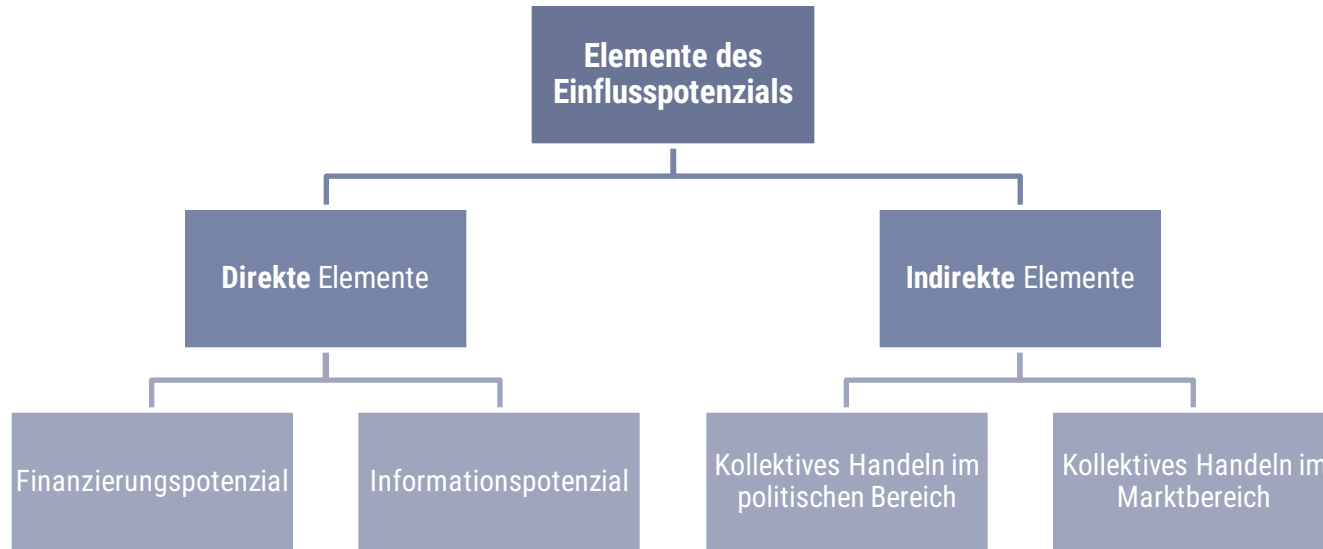 Elemente des
Einflusspotenzials
Direkte Elemente
Indirekte Elemente
Finanzierungspotenzial
Informationspotenzial
Kollektives Handeln im
politischen Bereich
Kollektives Handeln im
Marktbereich